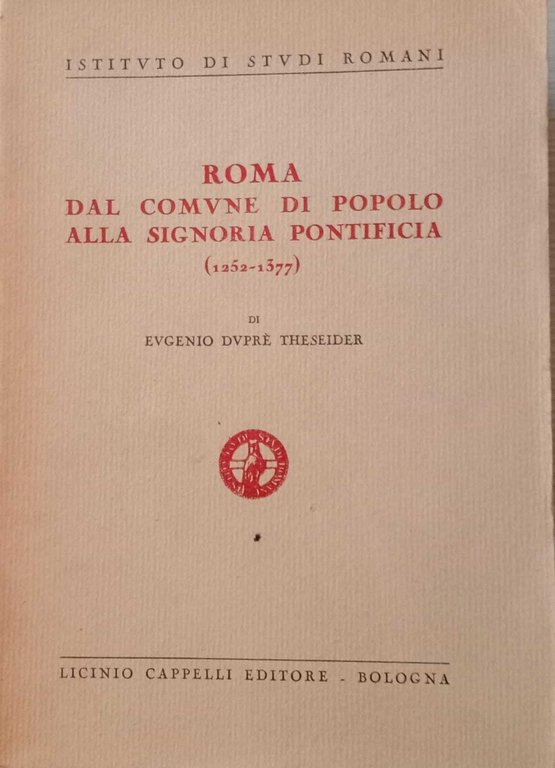 ISTITVTO DI STVDI ROMANI
ROMA
DAL COMVNE DI POPOLO
ALLA SIGNORIA PONTIFICIA
(1252-1377)
DI
EVGENIO DVPRÈ THESEIDER
LICINIO CAPPELLI EDITORE - BOLOGNA